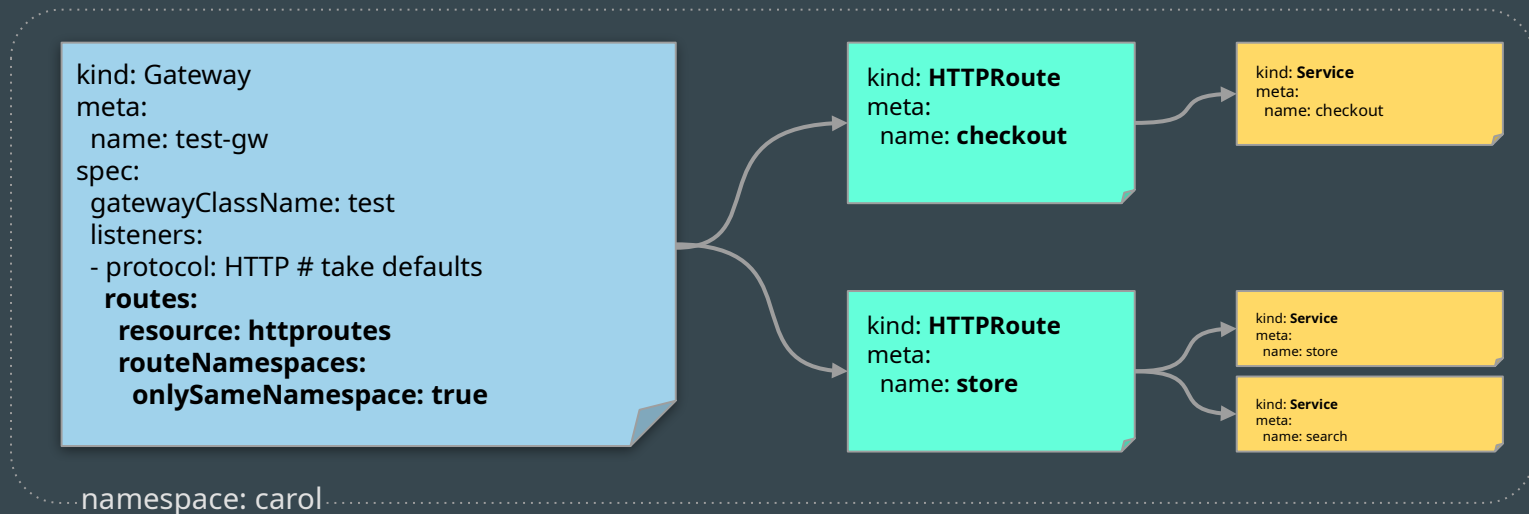 kind: Gateway
meta:
  name: test-gw
spec:
  gatewayClassName: test
  listeners:
  - protocol: HTTP # take defaults
    routes:
      resource: httproutes
      routeNamespaces:
        onlySameNamespace: true
kind: HTTPRoute
meta:
  name: checkout
kind: Service
meta:
  name: checkout
kind: HTTPRoute
meta:
  name: store
kind: Service
meta:
  name: store
kind: Service
meta:
  name: search
namespace: carol